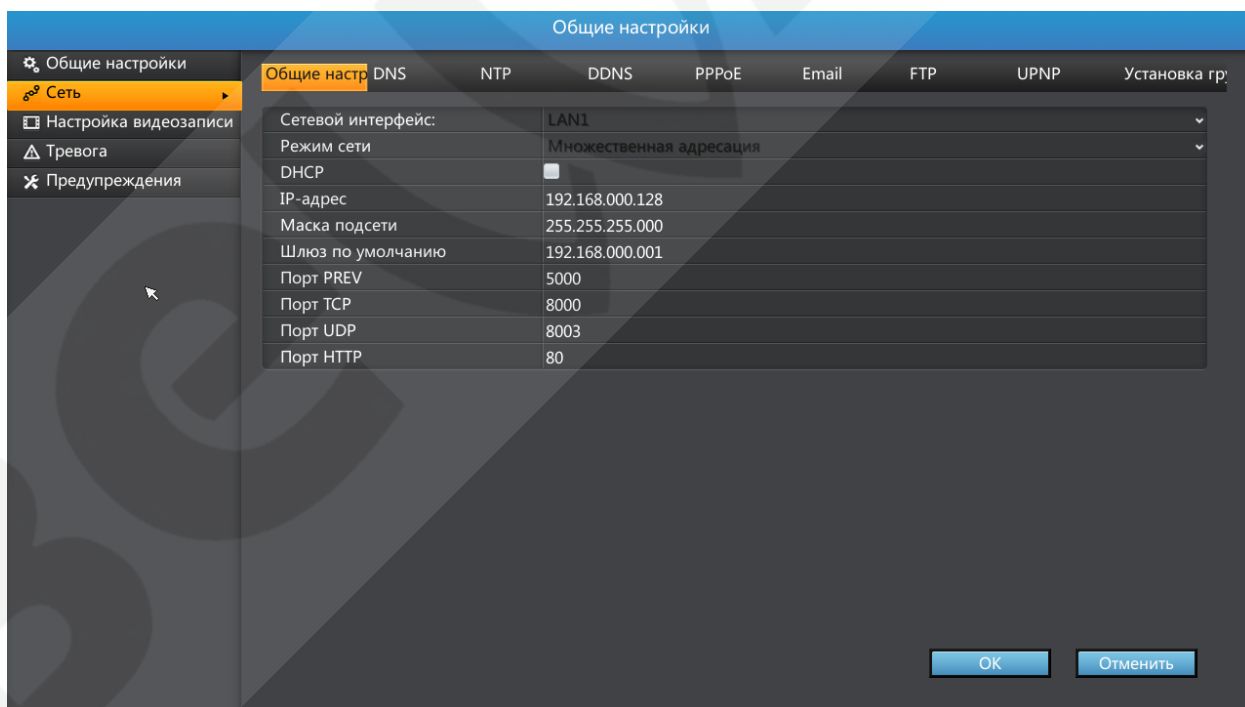 Общие настройки
Общие настройки
Сеть
Настройка видеозаписи
Тревога
Предупреждения
Общие настр DNS NTP DDNS PPPoE Email FTP UPNP Установка гру
Сетевой интерфейс: LAN1
Режим сети Множественная адресация
DHCP
IP-адрес 192.168.000.128
Маска подсети 255.255.255.000
Шлюз по умолчанию 192.168.000.001
Порт PREV 5000
Порт TCP 8000
Порт UDP 8003
Порт HTTP 80
OK Отменить